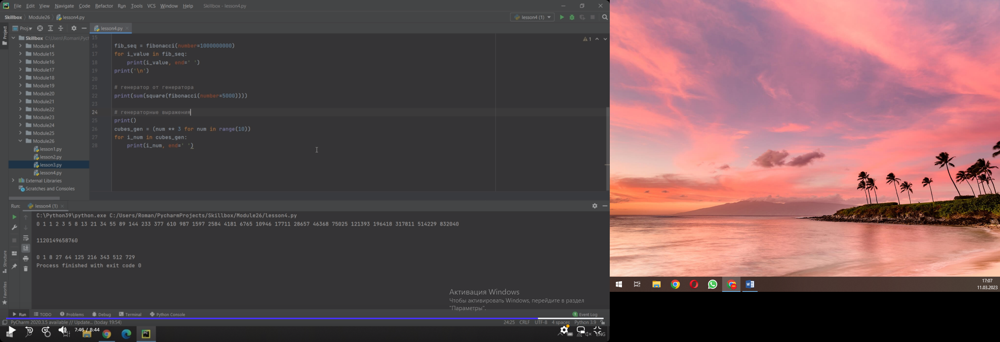 File Edit View Navigate Code Refactor Run Tools VCS Window Help Skillbox - lesson4.py
Skillbox Module26 lesson4.py lesson4 (1)
Project
Proj... lesson4.py
Skillbox C:\Users\Roman\Pych
Module14
Module15
Module16
Module17
Module18
Module19
Module20
Module21
Module22
Module23
Module24
Module25
Module26
lesson1.py
lesson2.py
lesson3.py
lesson4.py
External Libraries
Scratches and Consoles
1
15
16 fib_seq = fibonacci(number=1000000000)
17 for i_value in fib_seq:
18 print(i_value, end=' ')
19 print('\n')
20
21 # генератор от генератора
22 print(sum(square(fibonacci(number=5000))))
23
24 # генераторные выражения
25 print()
26 cubes_gen = (num ** 3 for num in range(10))
27 for i_num in cubes_gen:
28 print(i_num, end=' ')
Run: lesson4 (1)
C:\Python39\python.exe C:/Users/Roman/PycharmProjects/Skillbox/Module26/lesson4.py
0 1 1 2 3 5 8 13 21 34 55 89 144 233 377 610 987 1597 2584 4181 6765 10946 17711 28657 46368 75025 121393 196418 317811 514229 832040
1120149658760
0 1 8 27 64 125 216 343 512 729
Process finished with exit code 0
Structure
Favorites
Активация Windows
Чтобы активировать Windows, перейдите в раздел
"Параметры".
Run TODO Problems Debug Terminal Python Console 1 Event Log
PyCharm 2020.3.5 available // Update... (today 19:54) 24:25 CRLF UTF-8 4 spaces Python 3.9
10 10 7:46 / 8:44 PC ENG
17:07
11.03.2023